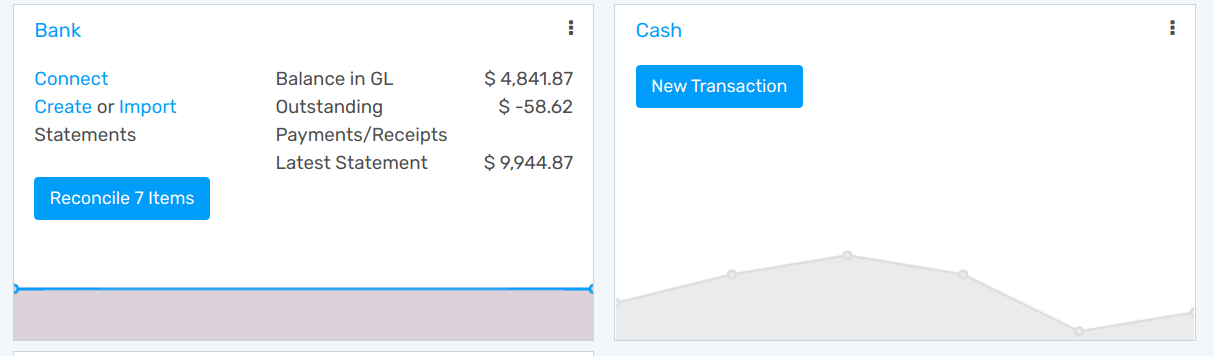 Bank
Connect
Create or Import
Statements
Reconcile 7 Items
Balance in GL $ 4,841.87
Outstanding $ -58.62
Payments/Receipts
Latest Statement $ 9,944.87
Cash
New Transaction